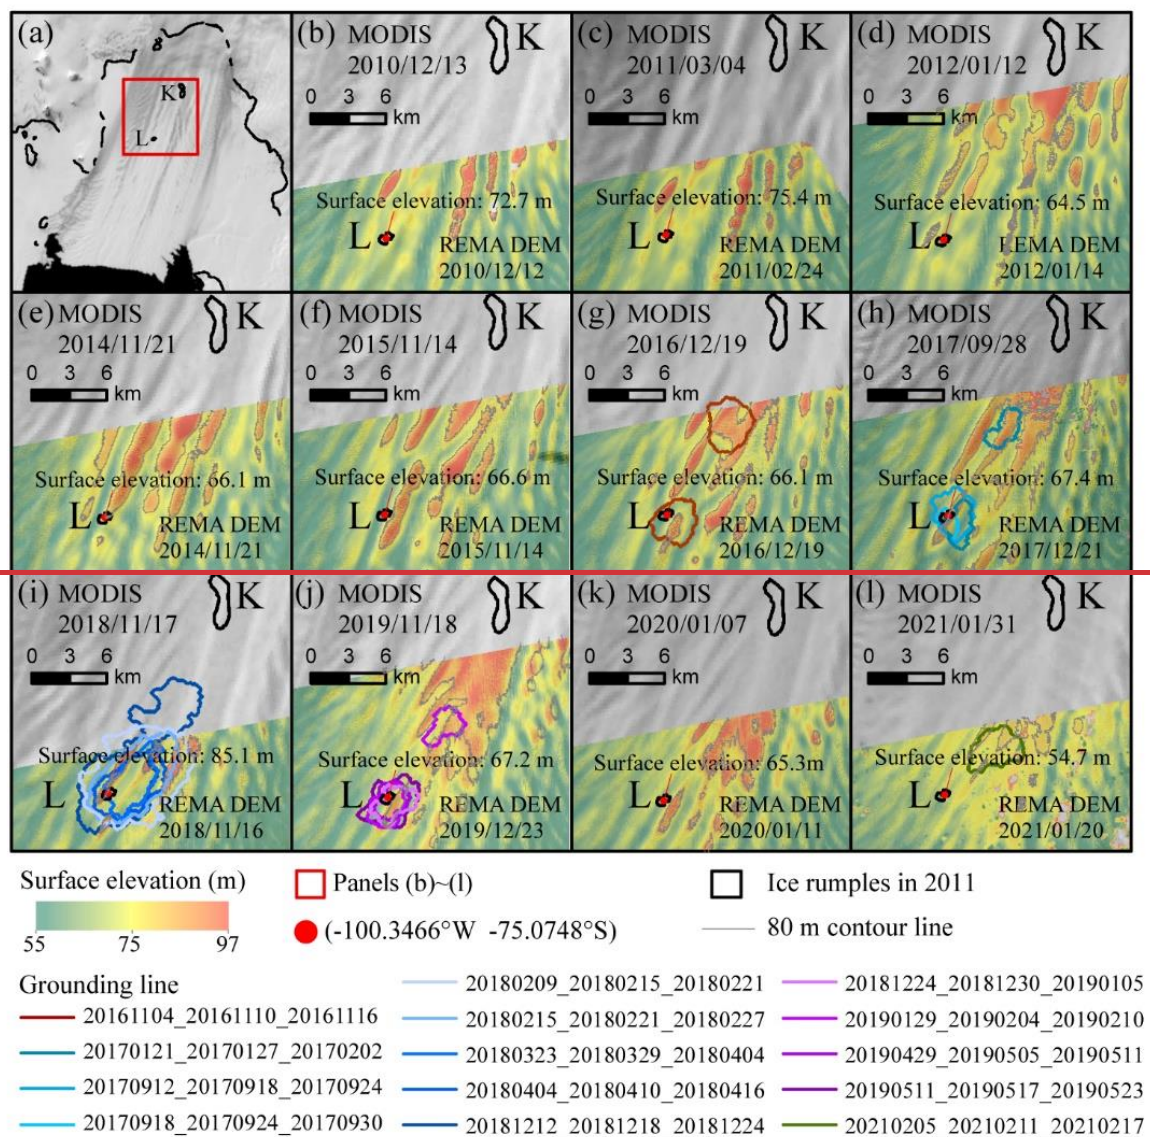 (a)
K
L
(b) MODIS K
2010/12/13
0 3 6
km
Surface elevation: 72.7 m
L
REMA DEM
2010/12/12
(c) MODIS K
2011/03/04
0 3 6
km
Surface elevation: 75.4 m
L
REMA DEM
2011/02/24
(d) MODIS K
2012/01/12
0 3 6
km
Surface elevation: 64.5 m
L
REMA DEM
2012/01/14
(e) MODIS K
2014/11/21
0 3 6
km
Surface elevation: 66.1 m
L
REMA DEM
2014/11/21
(f) MODIS K
2015/11/14
0 3 6
km
Surface elevation: 66.6 m
L
REMA DEM
2015/11/14
(g) MODIS K
2016/12/19
0 3 6
km
Surface elevation: 66.1 m
L
REMA DEM
2016/12/19
(h) MODIS K
2017/09/28
0 3 6
km
Surface elevation: 67.4 m
L
REMA DEM
2017/12/21
(i) MODIS K
2018/11/17
0 3 6
km
Surface elevation: 85.1 m
L
REMA DEM
2018/11/16
(j) MODIS K
2019/11/18
0 3 6
km
Surface elevation: 67.2 m
L
REMA DEM
2019/12/23
(k) MODIS K
2020/01/07
0 3 6
km
Surface elevation: 65.3m
L
REMA DEM
2020/01/11
(l) MODIS K
2021/01/31
0 3 6
km
Surface elevation: 54.7 m
L
REMA DEM
2021/01/20
Surface elevation (m)
55 75 97
Panels (b)~(l)
(-100.3466°W -75.0748°S)
Ice rumples in 2011
80 m contour line
Grounding line
20161104_20161110_20161116
20170121_20170127_20170202
20170912_20170918_20170924
20170918_20170924_20170930
20180209_20180215_20180221
20180215_20180221_20180227
20180323_20180329_20180404
20180404_20180410_20180416
20181212_20181218_20181224
20181224_20181230_20190105
20190129_20190204_20190210
20190429_20190505_20190511
20190511_20190517_20190523
20210205_20210211_20210217